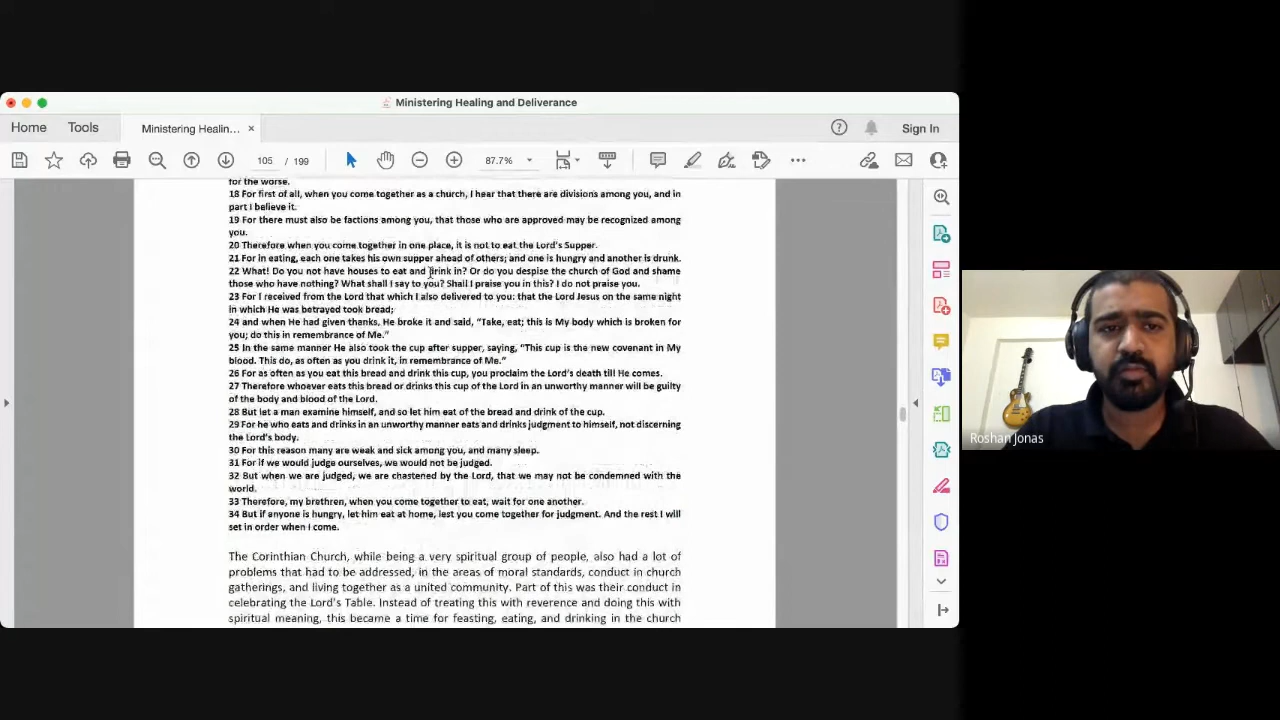 Ministering Healing and Deliverance
Home
Tools
Ministering Healin...
Sign In
105 / 199
87.7%
for the worse.
18 For first of all, when you come together as a church, I hear that there are divisions among you, and in
part I believe it.
19 For there must also be factions among you, that those who are approved may be recognized among
you.
20 Therefore when you come together in one place, it is not to eat the Lord's Supper.
21 For in eating, each one takes his own supper ahead of others; and one is hungry and another is drunk.
22 What! Do you not have houses to eat and drink in? Or do you despise the church of God and shame
those who have nothing? What shall I say to you? Shall I praise you in this? I do not praise you.
23 For I received from the Lord that which I also delivered to you: that the Lord Jesus on the same night
in which He was betrayed took bread;
24 and when He had given thanks, He broke it and said, "Take, eat; this is My body which is broken for
you; do this in remembrance of Me."
25 In the same manner He also took the cup after supper, saying, "This cup is the new covenant in My
blood. This do, as often as you drink it, in remembrance of Me."
26 For as often as you eat this bread and drink this cup, you proclaim the Lord's death till He comes.
27 Therefore whoever eats this bread or drinks this cup of the Lord in an unworthy manner will be guilty
of the body and blood of the Lord.
28 But let a man examine himself, and so let him eat of the bread and drink of the cup.
29 For he who eats and drinks in an unworthy manner eats and drinks judgment to himself, not discerning
the Lord's body.
30 For this reason many are weak and sick among you, and many sleep.
31 For if we would judge ourselves, we would not be judged.
32 But when we are judged, we are chastened by the Lord, that we may not be condemned with the
world.
33 Therefore, my brethren, when you come together to eat, wait for one another.
34 But if anyone is hungry, let him eat at home, lest you come together for judgment. And the rest I will
set in order when I come.
The Corinthian Church, while being a very spiritual group of people, also had a lot of
problems that had to be addressed, in the areas of moral standards, conduct in church
gatherings, and living together as a united community. Part of this was their conduct in
celebrating the Lord's Table. Instead of treating this with reverence and doing this with
spiritual meaning, this became a time for feasting, eating, and drinking in the church
Roshan Jonas